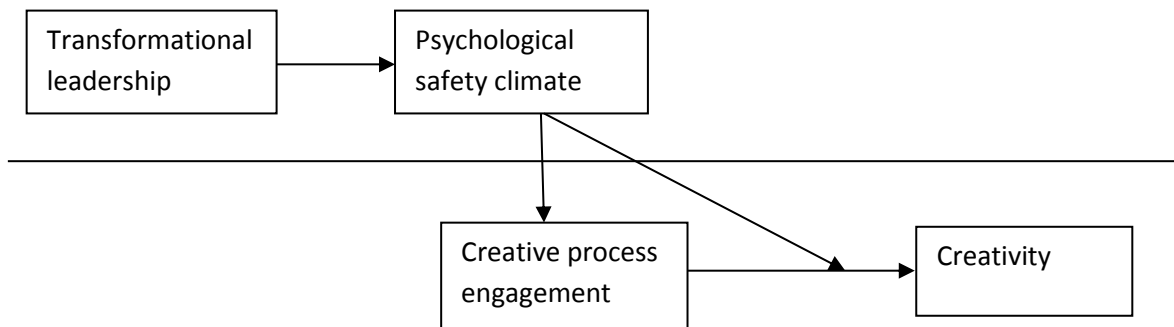 Transformational
leadership
Psychological
safety climate
Creative process
engagement
Creativity